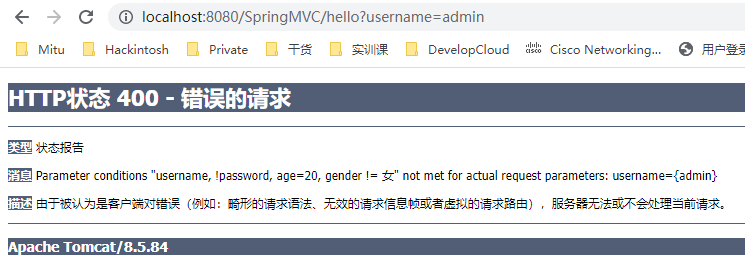 localhost:8080/SpringMVC/hello?username=admin
Mitu Hackintosh Private 干货 实训课 DevelopCloud Cisco Networking... 用户登录
HTTP状态 400 - 错误的请求
类型 状态报告
消息 Parameter conditions "username, !password, age=20, gender != 女" not met for actual request parameters: username={admin}
描述 由于被认为是客户端对错误（例如：畸形的请求语法、无效的请求信息帧或者虚拟的请求路由），服务器无法或不会处理当前请求。
Apache Tomcat/8.5.84